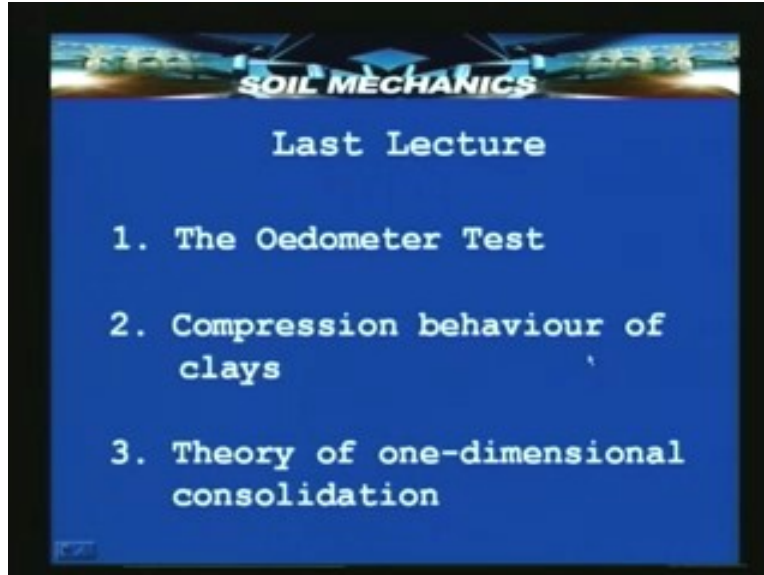 SOIL MECHANICS
Last Lecture
1. The Oedometer Test
2. Compression behaviour of
clays
3. Theory of one-dimensional
consolidation